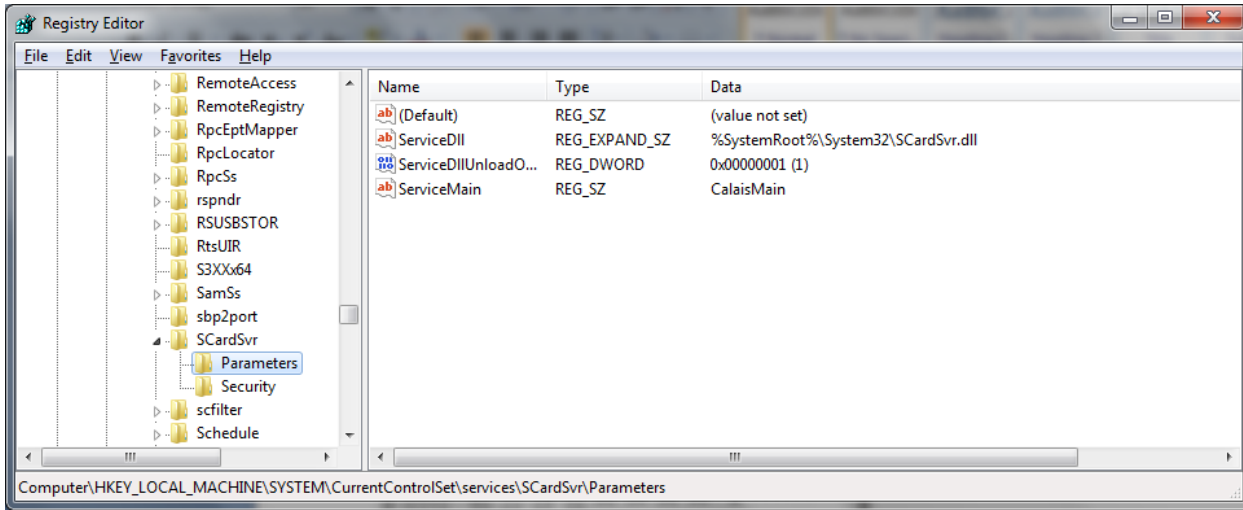 Registry Editor
File Edit View Favorites Help
RemoteAccess
RemoteRegistry
RpcEptMapper
RpcLocator
RpcSs
rspndr
RSUSBSTOR
RtsUIR
S3XXx64
SamSs
sbp2port
SCardSvr
Parameters
Security
scfilter
Schedule
Name Type Data
(Default) REG_SZ (value not set)
ServiceDll REG_EXPAND_SZ %SystemRoot%\System32\SCardSvr.dll
ServiceDllUnloadO... REG_DWORD 0x00000001 (1)
ServiceMain REG_SZ CalaisMain
Computer\HKEY_LOCAL_MACHINE\SYSTEM\CurrentControlSet\services\SCardSvr\Parameters